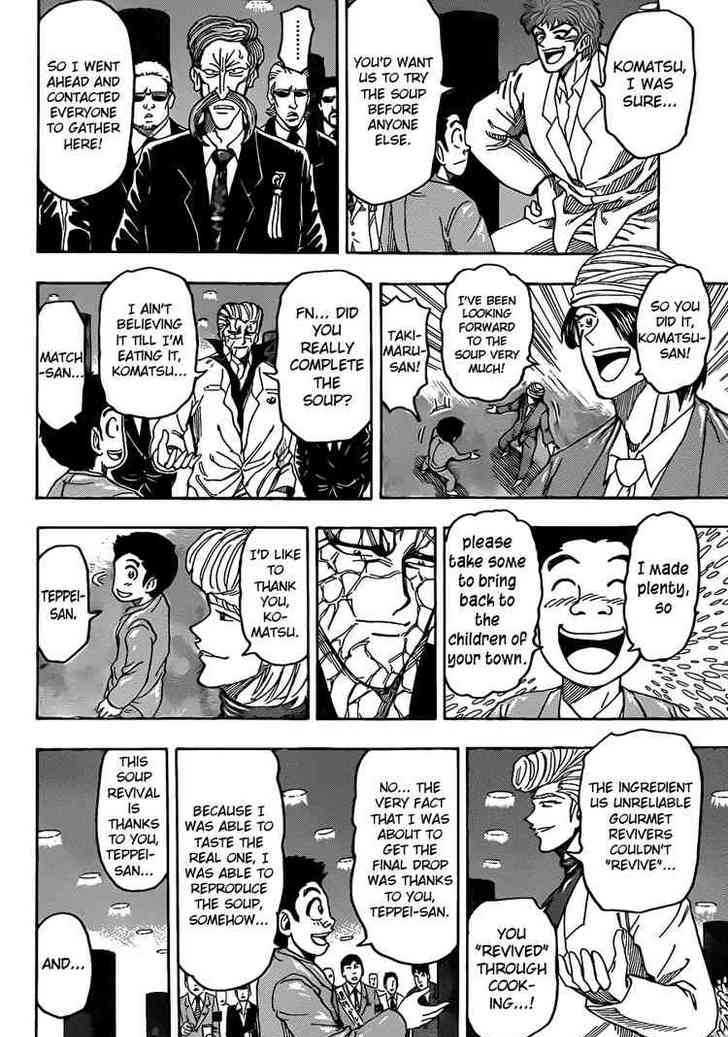 KOMATSU,
I WAS
SURE...
YOU'D WANT
US TO TRY
THE SOUP
BEFORE
ANYONE
ELSE.
.......
SO I WENT
AHEAD AND
CONTACTED
EVERYONE
TO GATHER
HERE!
SO YOU
DID IT,
KOMATSU-
SAN!
I'VE BEEN
LOOKING
FORWARD
TO THE
SOUP VERY
MUCH!
TAKI-
MARU-
SAN!
FN... DID
YOU
REALLY
COMPLETE
THE
SOUP?
I AIN'T
BELIEVING
IT TILL I'M
EATING IT,
KOMATSU...
MATCH
-SAN...
I made
plenty,
so
please
take some
to bring
back to
the
children of
your town.
I'D LIKE
TO
THANK
YOU,
KO-
MATSU.
TEPPEI-
SAN.
THE INGREDIENT
US UNRELIABLE
GOURMET
REVIVERS
COULDN'T
"REVIVE"...
YOU
"REVIVED"
THROUGH
COOK-
ING...!
NO... THE
VERY FACT
THAT I WAS
ABOUT TO
GET THE
FINAL DROP
WAS THANKS
TO YOU,
TEPPEI-SAN.
BECAUSE I
WAS ABLE TO
TASTE THE
REAL ONE, I
WAS ABLE TO
REPRODUCE
THE SOUP,
SOMEHOW...
THIS
SOUP
REVIVAL
IS
THANKS
TO YOU,
TEPPEI-
SAN...
AND...